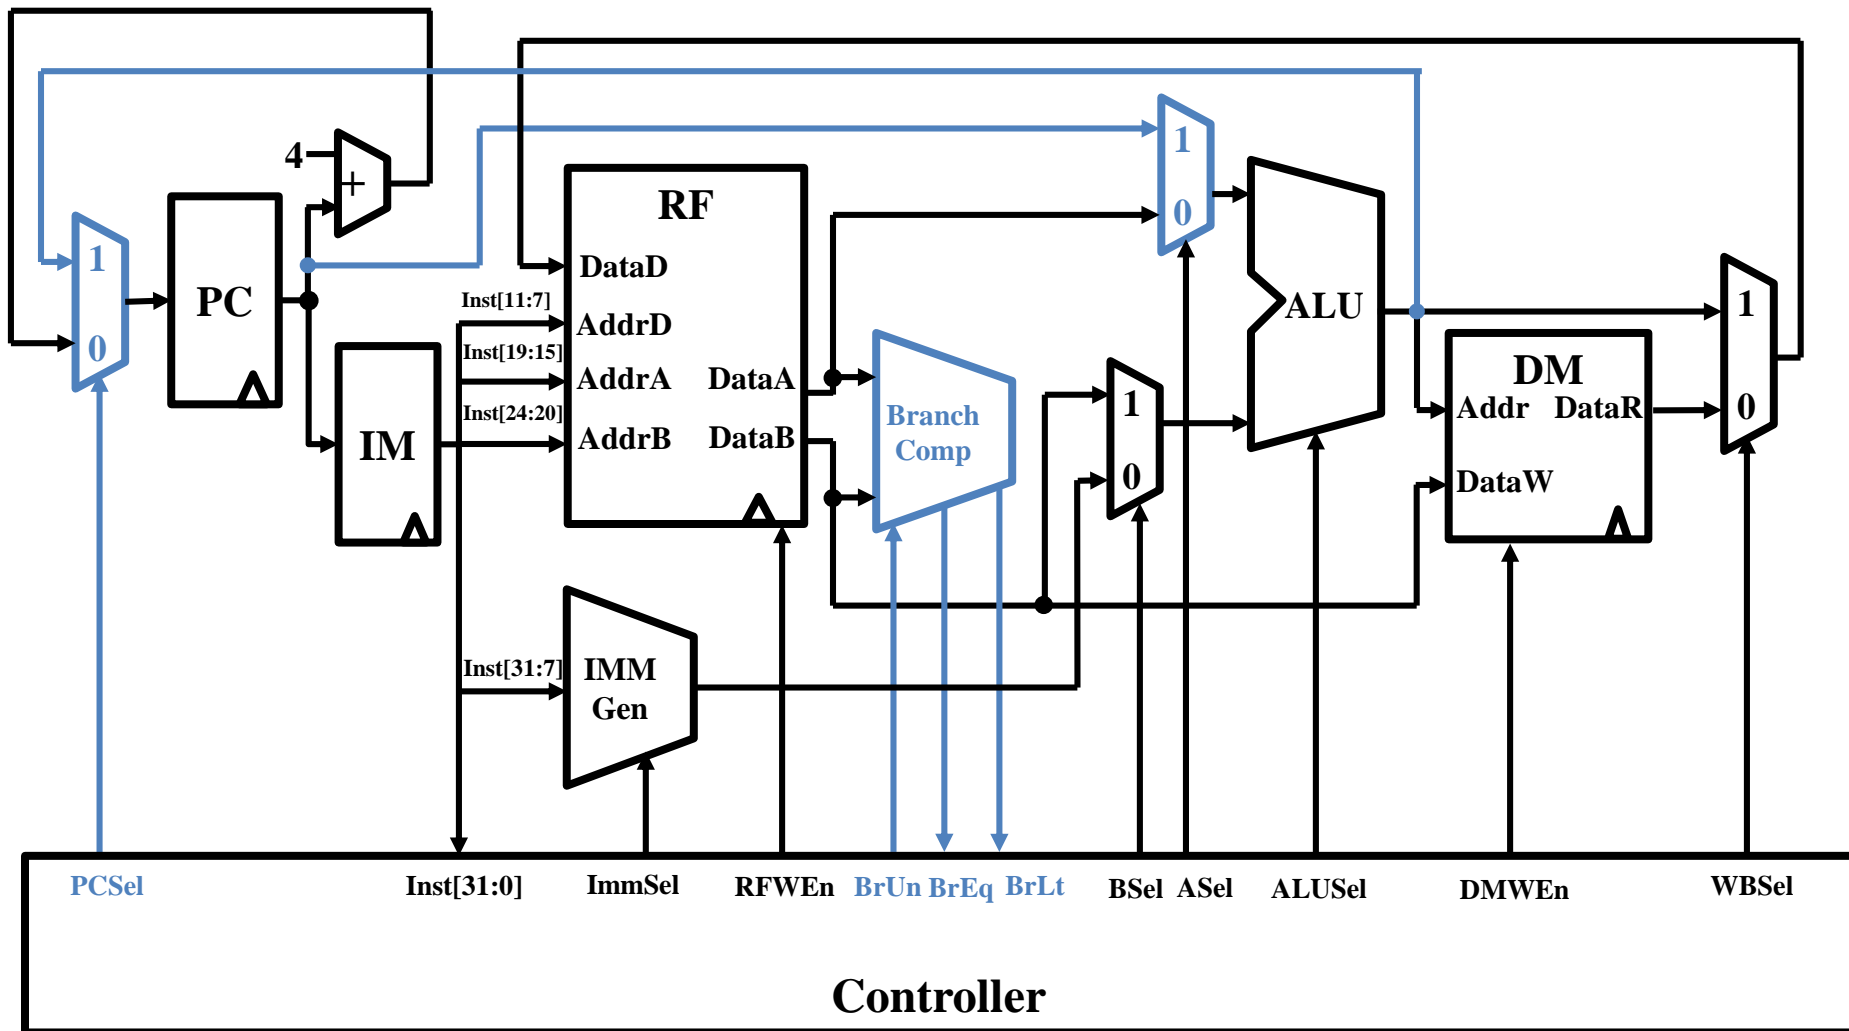 4
+
1
0
PC
IM
RF
DataD
Inst[11:7]
AddrD
Inst[19:15]
AddrA
DataA
Inst[24:20]
AddrB
DataB
Inst[31:7]
IMM
Gen
Branch
Comp
1
0
1
0
ALU
DM
Addr
DataR
DataW
1
0
PCSel
Inst[31:0]
ImmSel
RFWEn
BrUn
BrEq
BrLt
BSel
ASel
ALUSel
DMWEn
WBSel
Controller